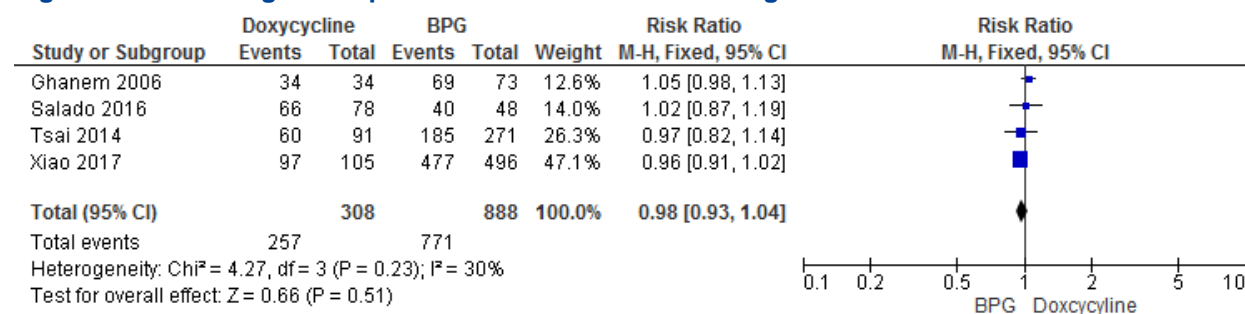 Doxycycline BPG Risk Ratio Risk Ratio
Study or Subgroup Events Total Events Total Weight M-H, Fixed, 95% CI M-H, Fixed, 95% CI
Ghanem 2006 34 34 69 73 12.6% 1.05 [0.98, 1.13]
Salado 2016 66 78 40 48 14.0% 1.02 [0.87, 1.19]
Tsai 2014 60 91 185 271 26.3% 0.97 [0.82, 1.14]
Xiao 2017 97 105 477 496 47.1% 0.96 [0.91, 1.02]
Total (95% CI) 308 888 100.0% 0.98 [0.93, 1.04]
Total events 257 771
Heterogeneity: Chi² = 4.27, df = 3 (P = 0.23); I² = 30%
Test for overall effect: Z = 0.66 (P = 0.51)
0.1 0.2 0.5 1 2 5 10
BPG Doxcycyline